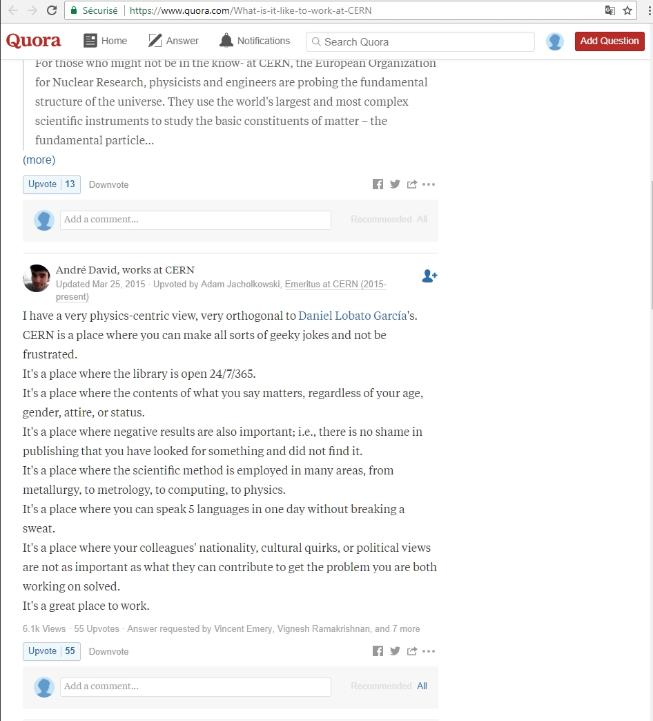 Sécurisé | https://www.quora.com/What-is-it-like-to-work-at-CERN
Quora Home Answer Notifications Search Quora Add Question
For those who might not be in the know- at CERN, the European Organization
for Nuclear Research, physicists and engineers are probing the fundamental
structure of the universe. They use the world's largest and most complex
scientific instruments to study the basic constituents of matter – the
fundamental particle...
(more)
Upvote | 13 Downvote
Add a comment... Recommended All
André David, works at CERN
Updated Mar 25, 2015 · Upvoted by Adam Jacholkowski, Emeritus at CERN (2015-
present)
I have a very physics-centric view, very orthogonal to Daniel Lobato García's.
CERN is a place where you can make all sorts of geeky jokes and not be
frustrated.
It's a place where the library is open 24/7/365.
It's a place where the contents of what you say matters, regardless of your age,
gender, attire, or status.
It's a place where negative results are also important; i.e., there is no shame in
publishing that you have looked for something and did not find it.
It's a place where the scientific method is employed in many areas, from
metallurgy, to metrology, to computing, to physics.
It's a place where you can speak 5 languages in one day without breaking a
sweat.
It's a place where your colleagues' nationality, cultural quirks, or political views
are not as important as what they can contribute to get the problem you are both
working on solved.
It's a great place to work.
6.1k Views · 55 Upvotes · Answer requested by Vincent Emery, Vignesh Ramakrishnan, and 7 more
Upvote | 55 Downvote
Add a comment... Recommended All